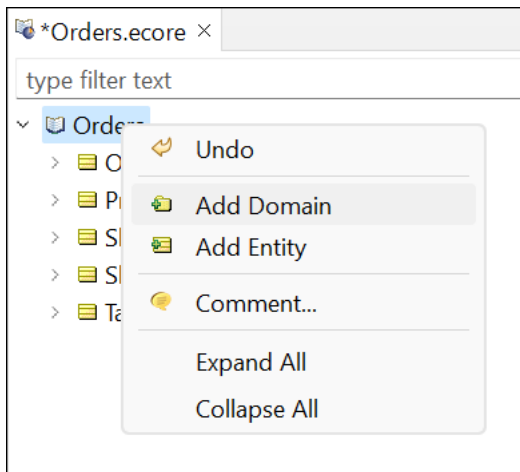 *Orders.ecore ×
type filter text
Orders
Undo
Add Domain
Add Entity
Comment...
Expand All
Collapse All